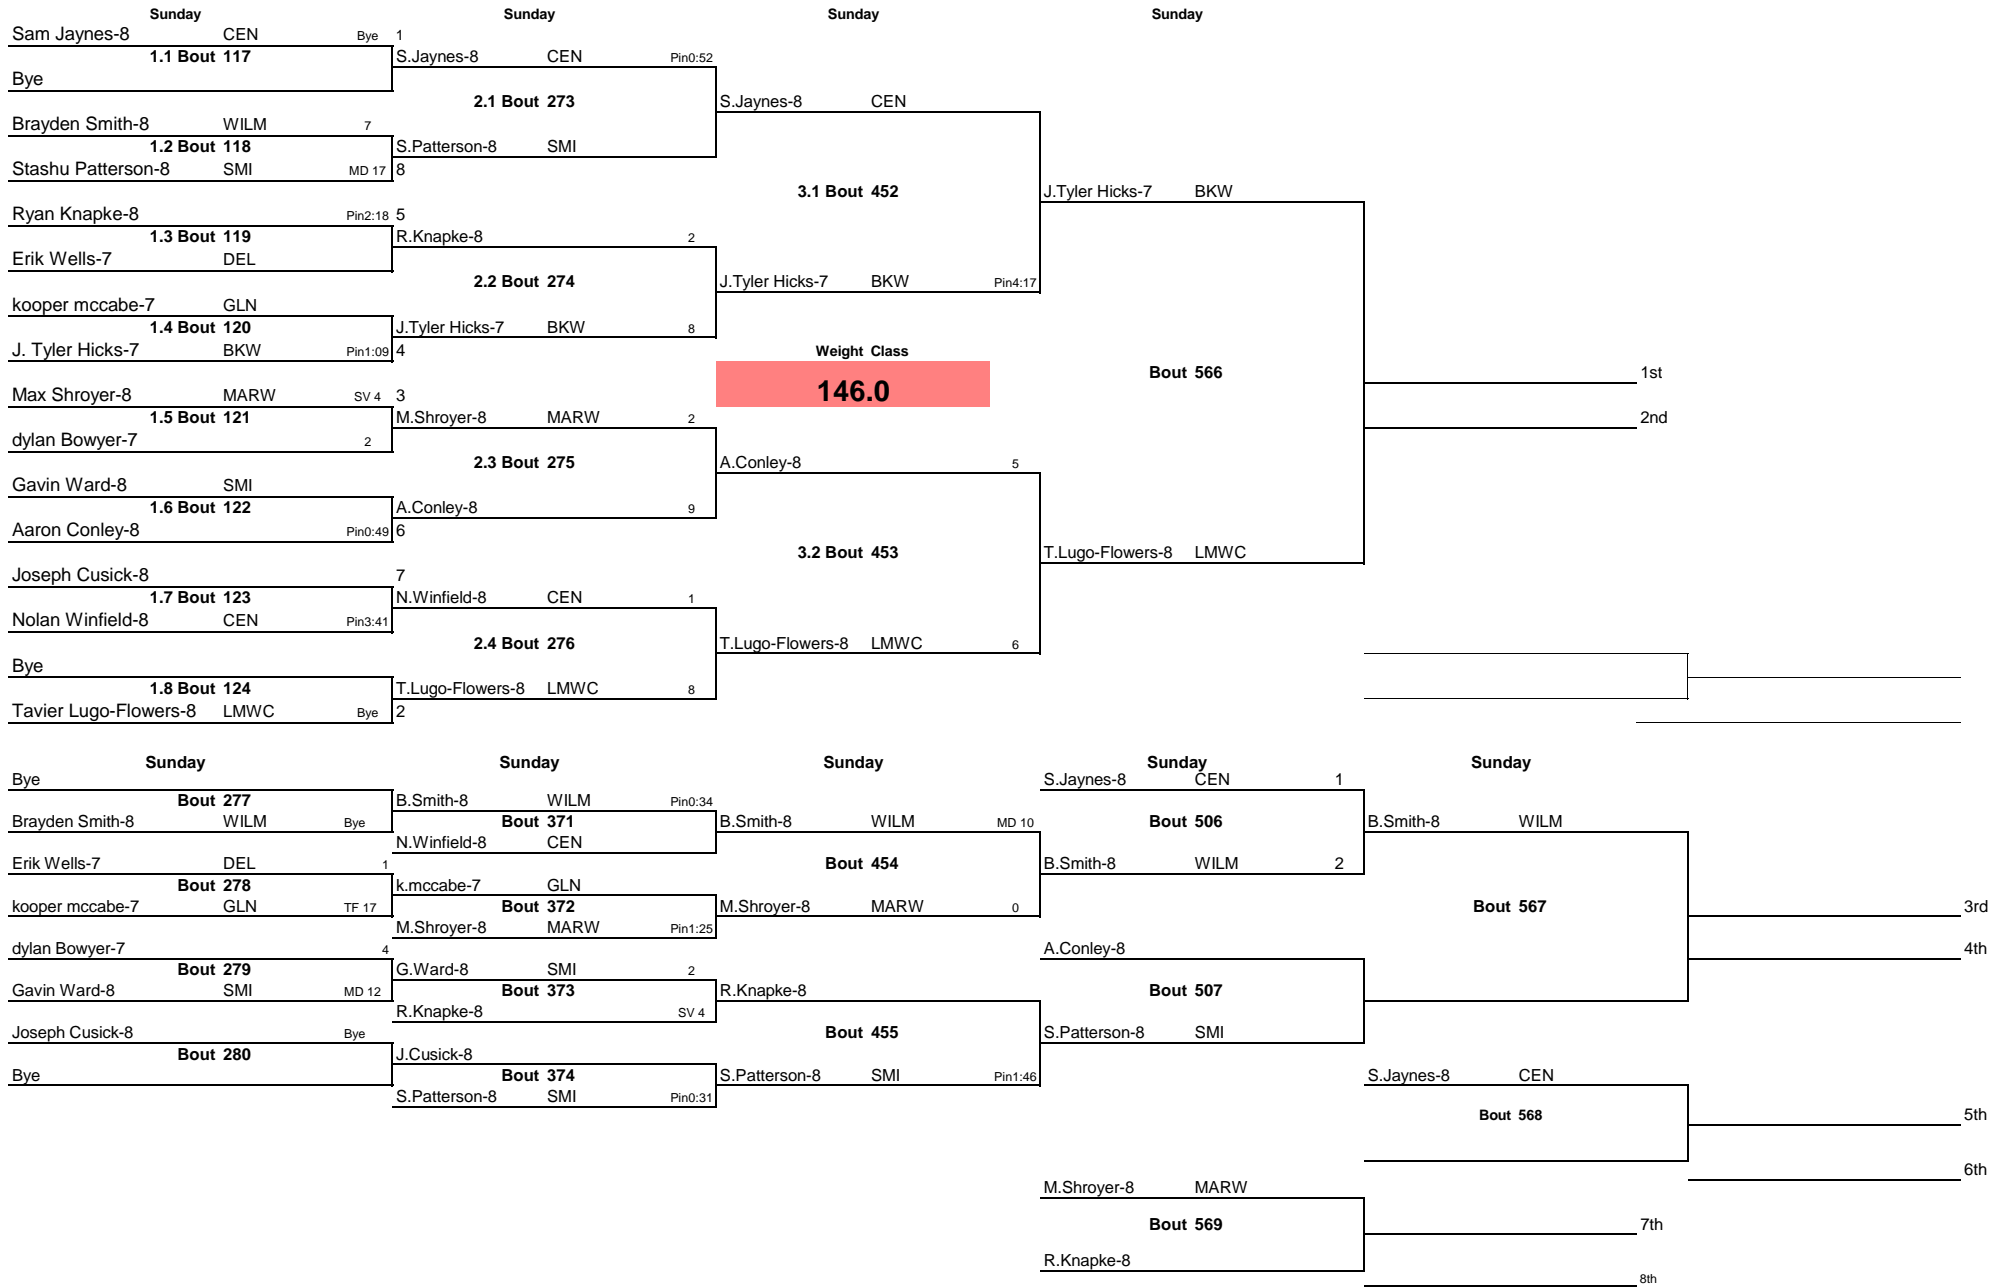 Sunday Sunday Sunday Sunday
Sam Jaynes-8 CEN Bye 1
1.1 Bout 117 S.Jaynes-8 CEN Pin0:52
Bye
2.1 Bout 273 S.Jaynes-8 CEN
Brayden Smith-8 WILM 7
1.2 Bout 118 S.Patterson-8 SMI
Stashu Patterson-8 SMI MD 17 8
3.1 Bout 452 J.Tyler Hicks-7 BKW
Ryan Knapke-8 Pin2:18 5
1.3 Bout 119 R.Knapke-8 2
Erik Wells-7 DEL
2.2 Bout 274 J.Tyler Hicks-7 BKW Pin4:17
kooper mccabe-7 GLN
1.4 Bout 120 J.Tyler Hicks-7 BKW 8
J. Tyler Hicks-7 BKW Pin1:09 4 Weight Class
Bout 566 1st
Max Shroyer-8 MARW SV 4 3 146.0
1.5 Bout 121 M.Shroyer-8 MARW 2 2nd
dylan Bowyer-7 2
2.3 Bout 275 A.Conley-8 5
Gavin Ward-8 SMI
1.6 Bout 122 A.Conley-8 9
Aaron Conley-8 Pin0:49 6
3.2 Bout 453 T.Lugo-Flowers-8 LMWC
Joseph Cusick-8 7
1.7 Bout 123 N.Winfield-8 CEN 1
Nolan Winfield-8 CEN Pin3:41
2.4 Bout 276 T.Lugo-Flowers-8 LMWC 6
Bye
1.8 Bout 124 T.Lugo-Flowers-8 LMWC 8
Tavier Lugo-Flowers-8 LMWC Bye 2
Sunday Sunday Sunday Sunday Sunday
Bye S.Jaynes-8 CEN 1
Bout 277 B.Smith-8 WILM Pin0:34
Brayden Smith-8 WILM Bye Bout 371 B.Smith-8 WILM MD 10 Bout 506 B.Smith-8 WILM
N.Winfield-8 CEN
Erik Wells-7 DEL 1 Bout 454 B.Smith-8 WILM 2
Bout 278 k.mccabe-7 GLN
kooper mccabe-7 GLN TF 17 Bout 372 M.Shroyer-8 MARW 0 Bout 567 3rd
M.Shroyer-8 MARW Pin1:25
dylan Bowyer-7 4 A.Conley-8 4th
Bout 279 G.Ward-8 SMI 2
Gavin Ward-8 SMI MD 12 Bout 373 R.Knapke-8 Bout 507
R.Knapke-8 SV 4
Joseph Cusick-8 Bye Bout 455 S.Patterson-8 SMI
Bout 280 J.Cusick-8
Bye Bout 374 S.Patterson-8 SMI Pin1:46 S.Jaynes-8 CEN
S.Patterson-8 SMI Pin0:31
Bout 568 5th
6th
M.Shroyer-8 MARW
Bout 569 7th
R.Knapke-8
8th